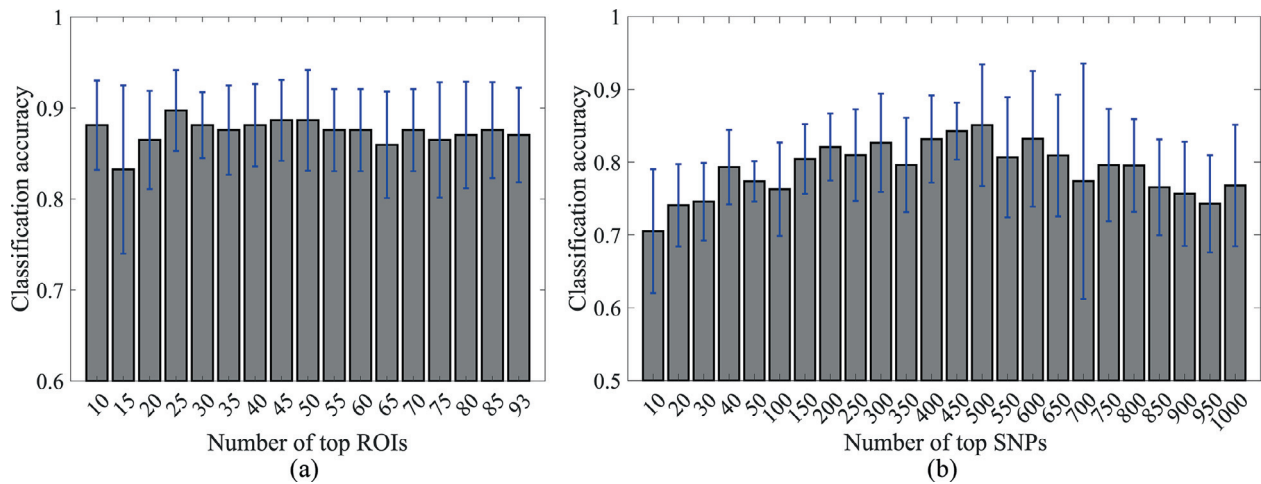 1
0.9
0.8
0.7
0.6
Classification accuracy
10 15 20 25 30 35 40 45 50 55 60 65 70 75 80 85 93
Number of top ROIs
(a)
1
0.9
0.8
0.7
0.6
0.5
Classification accuracy
10 20 30 40 50 100 150 200 250 300 350 400 450 500 550 600 650 700 750 800 850 900 950 1000
Number of top SNPs
(b)